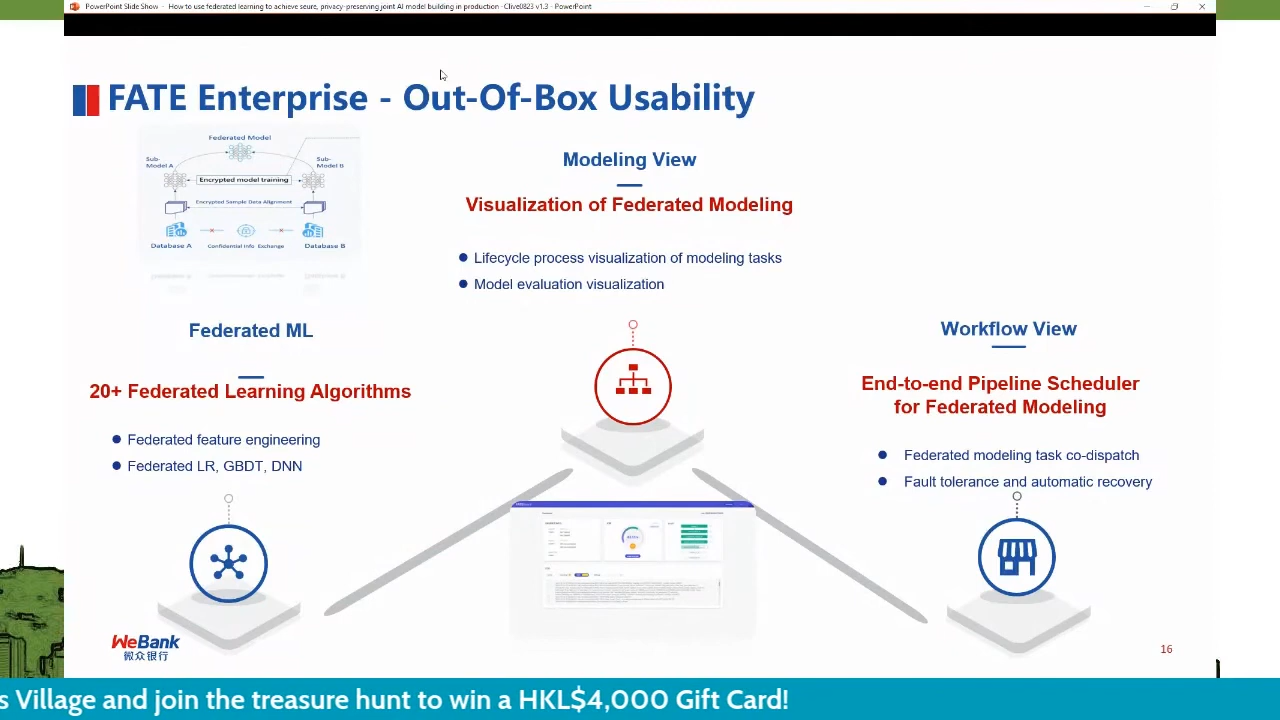 PowerPoint Slide Show - How to use federated learning to achieve seure, privacy-preserving joint AI model building in production - Clive0823 v1.3 - PowerPoint
FATE Enterprise - Out-Of-Box Usability
Federated Model
Sub-
Model A
Sub-
Model B
Encrypted model training
Encrypted Sample Data Alignment
Database A
Confidential Info Exchange
Database B
Modeling View
Visualization of Federated Modeling
Lifecycle process visualization of modeling tasks
Model evaluation visualization
Federated ML
20+ Federated Learning Algorithms
Federated feature engineering
Federated LR, GBDT, DNN
Workflow View
End-to-end Pipeline Scheduler
for Federated Modeling
Federated modeling task co-dispatch
Fault tolerance and automatic recovery
WeBank
微众银行
16
s Village and join the treasure hunt to win a HKL$4,000 Gift Card!